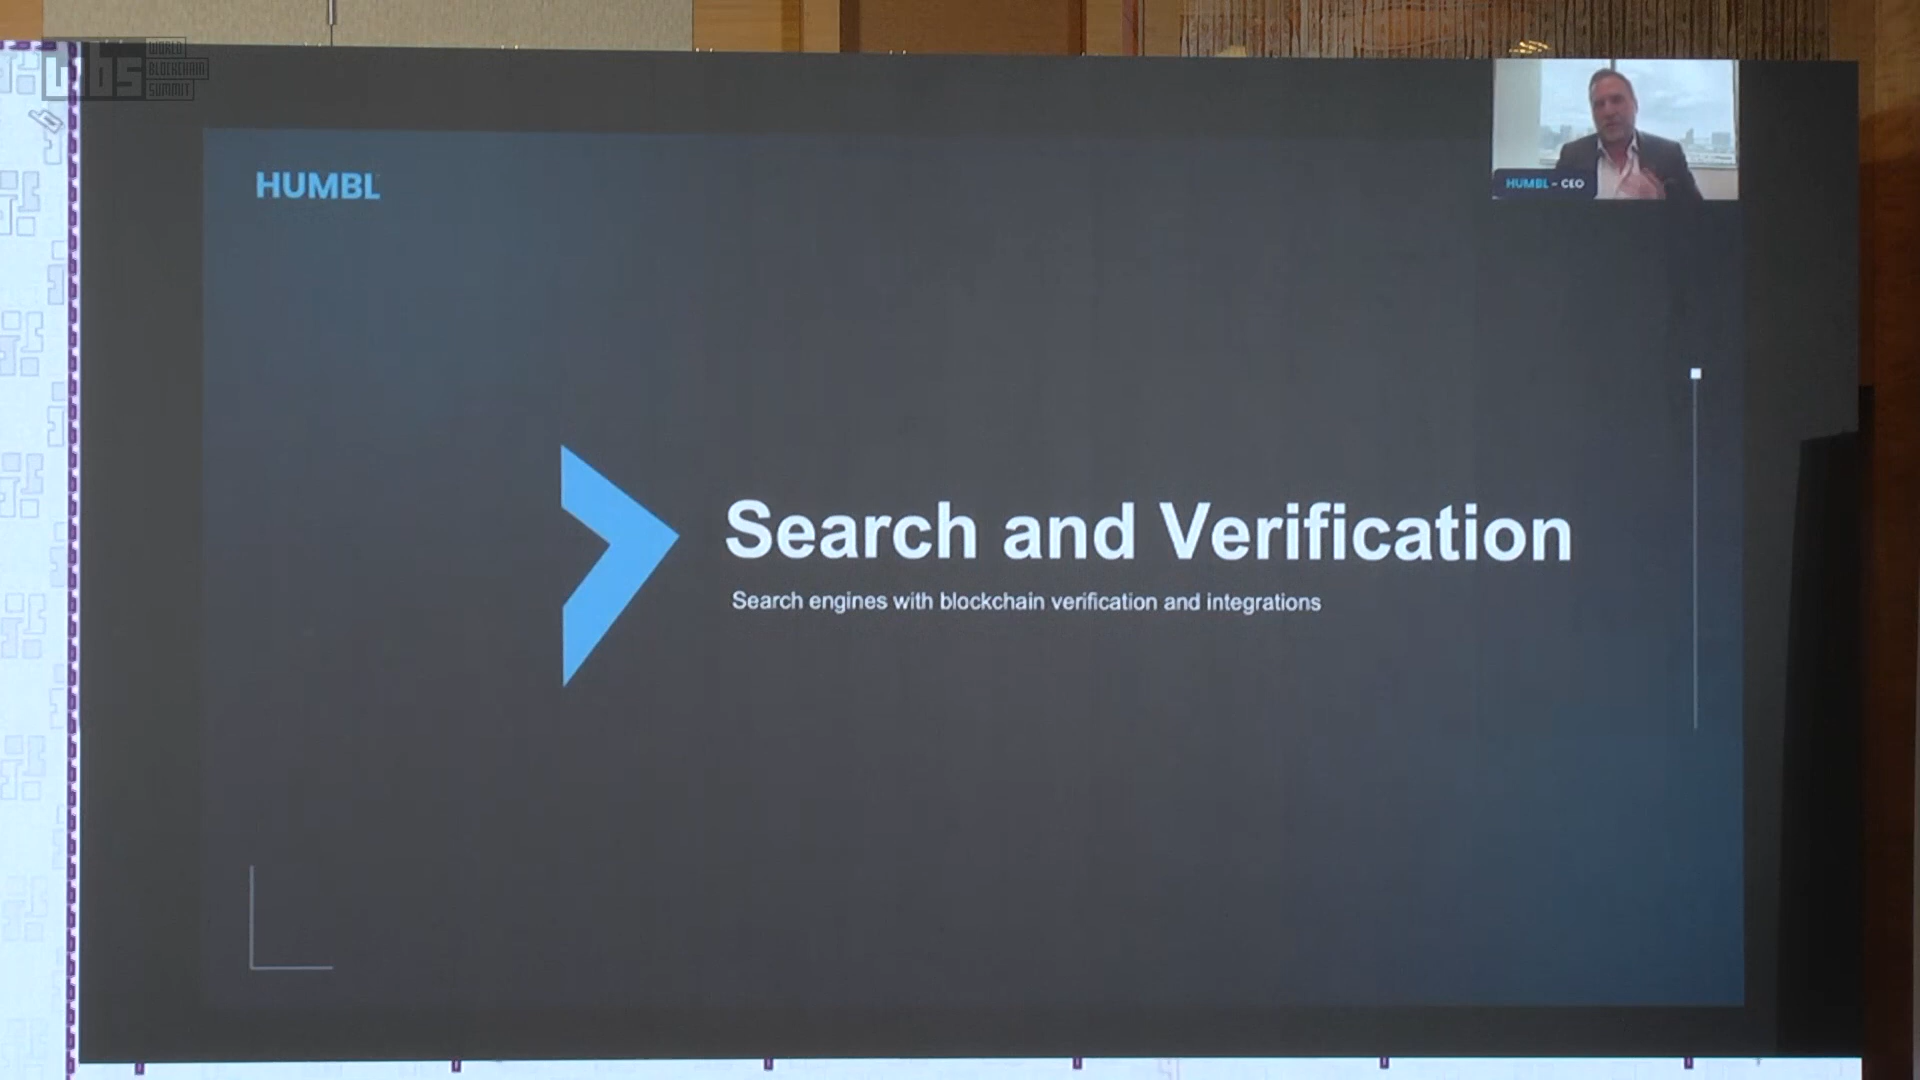 wbs WORLD
BLOCKCHAIN
SUMMIT
HUMBL
HUMBL - CEO
Search and Verification
Search engines with blockchain verification and integrations